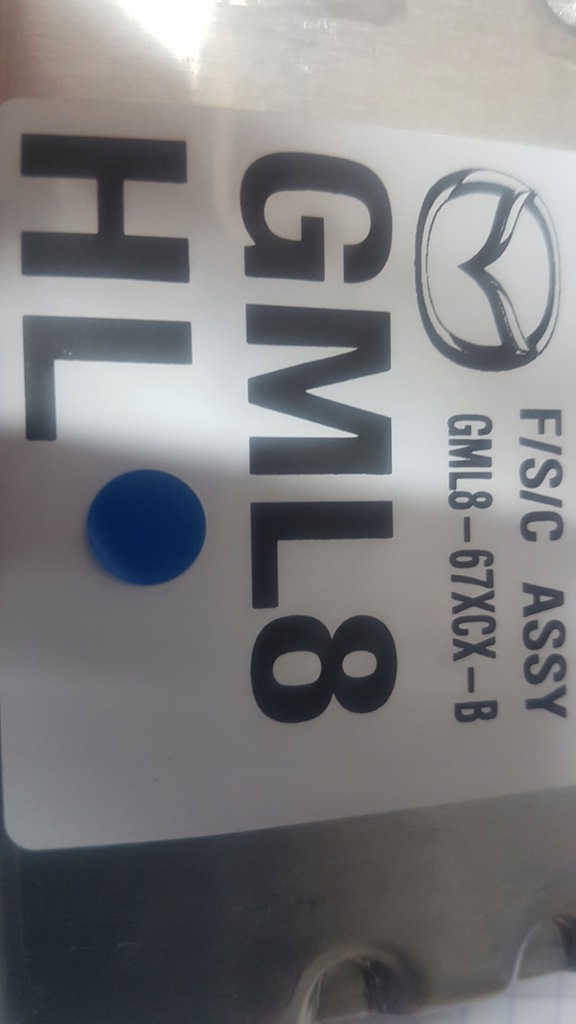 F/S/C ASSY
GML8-67XCX-B
GML8
HL